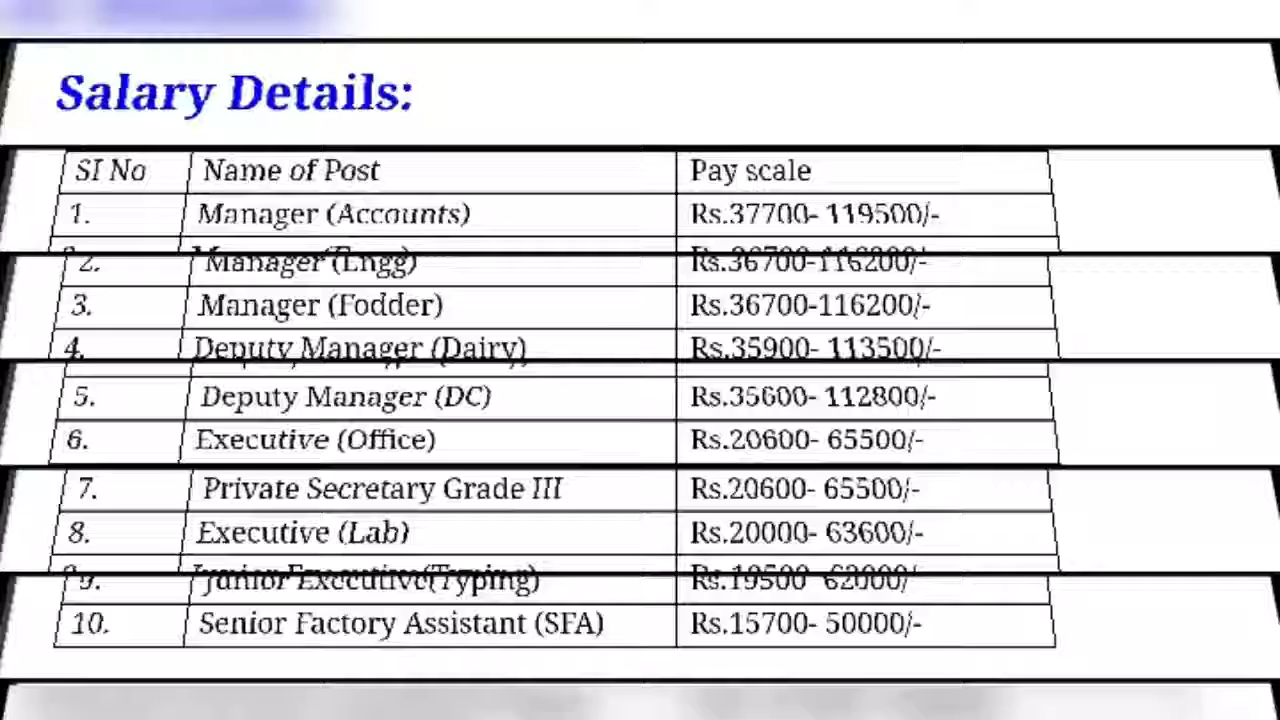 Salary Details:
SI No Name of Post Pay scale
1. Manager (Accounts) Rs.37700- 119500/-
2. Manager (Engg) Rs.36700-116200/-
3. Manager (Fodder) Rs.36700-116200/-
4. Deputy Manager (Dairy) Rs.35900- 113500/-
5. Deputy Manager (DC) Rs.35600- 112800/-
6. Executive (Office) Rs.20600- 65500/-
7. Private Secretary Grade III Rs.20600- 65500/-
8. Executive (Lab) Rs.20000- 63600/-
9. Junior Executive(Typing) Rs.19500- 62000/-
10. Senior Factory Assistant (SFA) Rs.15700- 50000/-